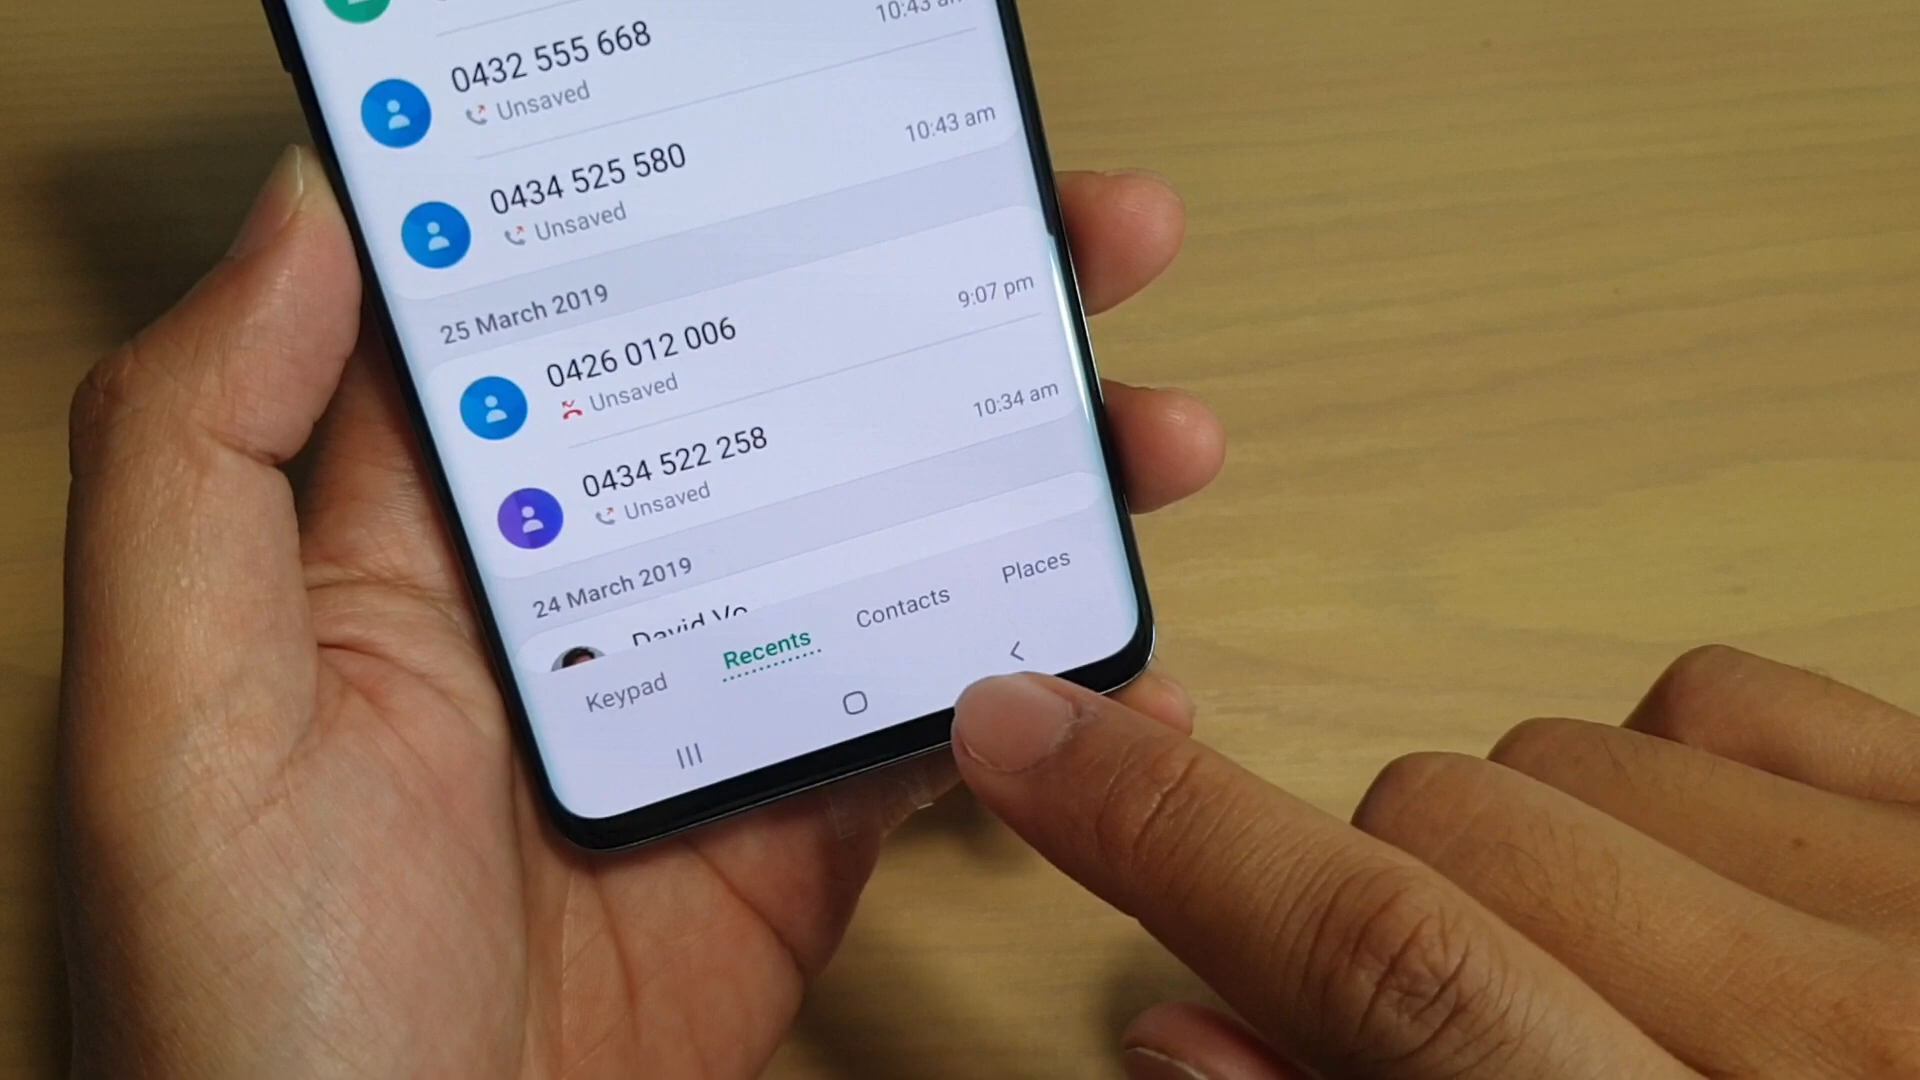 10:43 am
0432 555 668
Unsaved
0434 525 580
10:43 am
Unsaved
25 March 2019
0426 012 006
9:07 pm
Unsaved
0434 522 258
10:34 am
Unsaved
24 March 2019
David Vo
Keypad
Recents
Contacts
Places